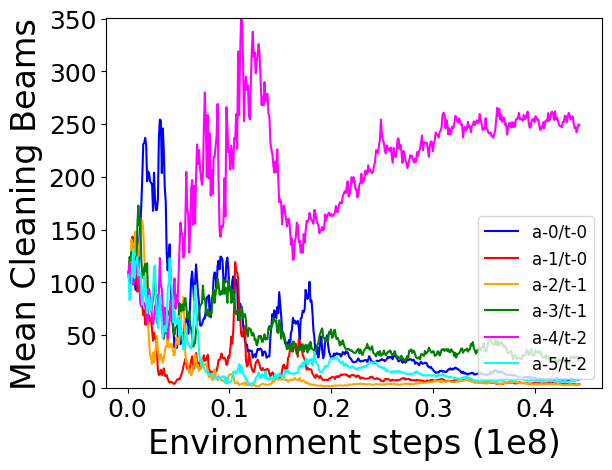 Mean Cleaning Beams
350
300
250
200
150
100
50
0
0.0 0.1 0.2 0.3 0.4
Environment steps (1e8)
a-0/t-0
a-1/t-0
a-2/t-1
a-3/t-1
a-4/t-2
a-5/t-2